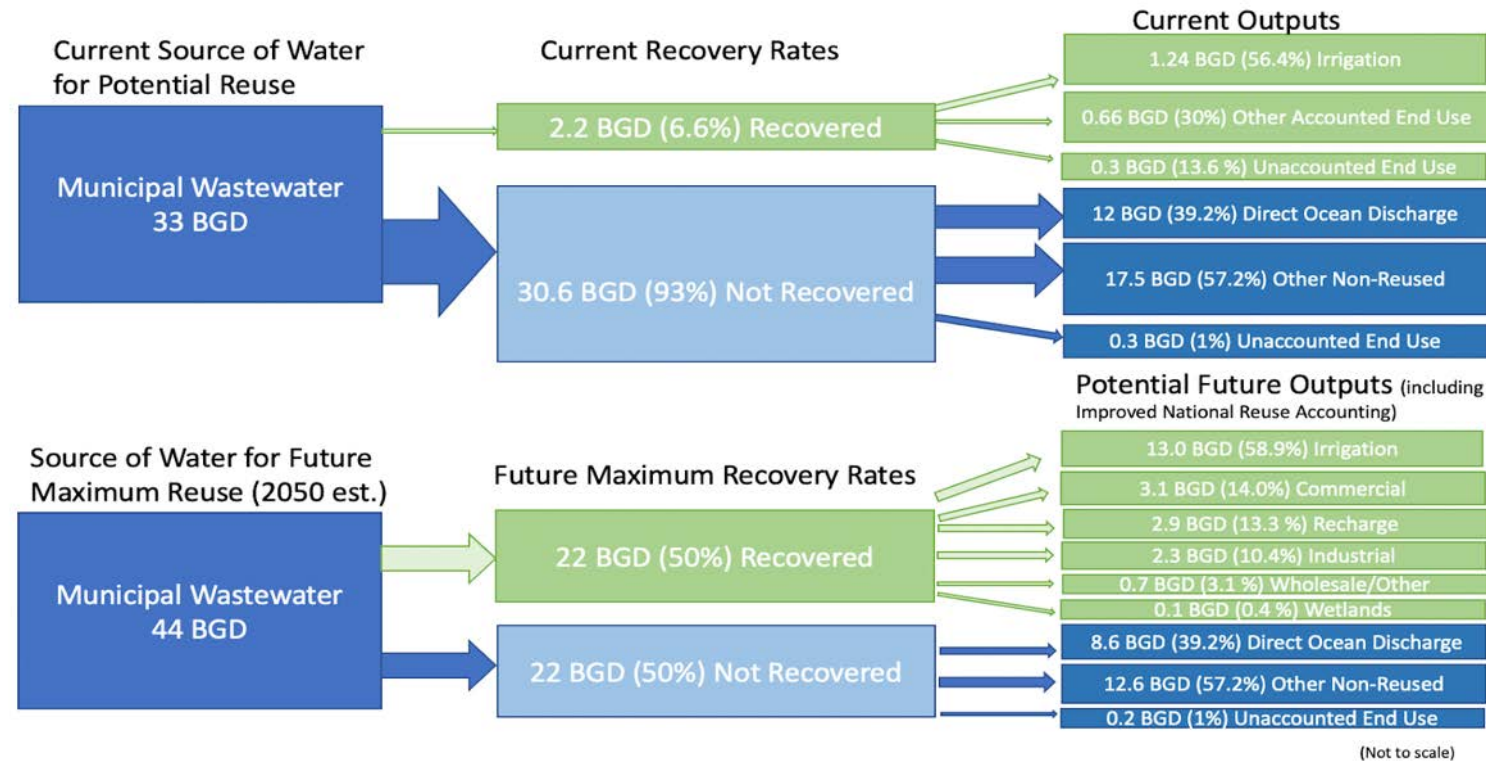 Current Source of Water
for Potential Reuse
Municipal Wastewater
33 BGD
Current Recovery Rates
2.2 BGD (6.6%) Recovered
30.6 BGD (93%) Not Recovered
Current Outputs
1.24 BGD (56.4%) Irrigation
0.66 BGD (30%) Other Accounted End Use
0.3 BGD (13.6 %) Unaccounted End Use
12 BGD (39.2%) Direct Ocean Discharge
17.5 BGD (57.2%) Other Non-Reused
0.3 BGD (1%) Unaccounted End Use
Source of Water for Future
Maximum Reuse (2050 est.)
Municipal Wastewater
44 BGD
Future Maximum Recovery Rates
22 BGD (50%) Recovered
22 BGD (50%) Not Recovered
Potential Future Outputs (including
Improved National Reuse Accounting)
13.0 BGD (58.9%) Irrigation
3.1 BGD (14.0%) Commercial
2.9 BGD (13.3 %) Recharge
2.3 BGD (10.4%) Industrial
0.7 BGD (3.1 %) Wholesale/Other
0.1 BGD (0.4 %) Wetlands
8.6 BGD (39.2%) Direct Ocean Discharge
12.6 BGD (57.2%) Other Non-Reused
0.2 BGD (1%) Unaccounted End Use
(Not to scale)